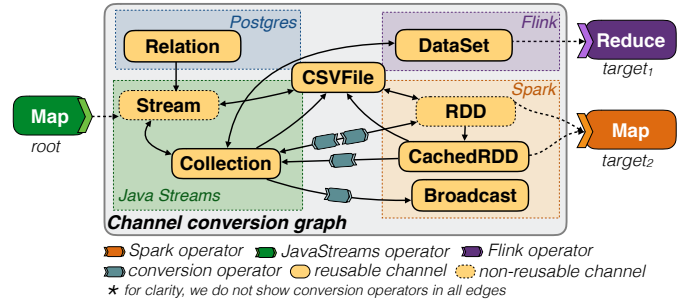 Postgres
Flink
Relation
DataSet
Reduce
target₁
CSVFile
Spark
Map
root
Stream
RDD
Map
target₂
Collection
CachedRDD
Java Streams
Broadcast
Channel conversion graph
Spark operator JavaStreams operator Flink operator
conversion operator reusable channel non-reusable channel
* for clarity, we do not show conversion operators in all edges